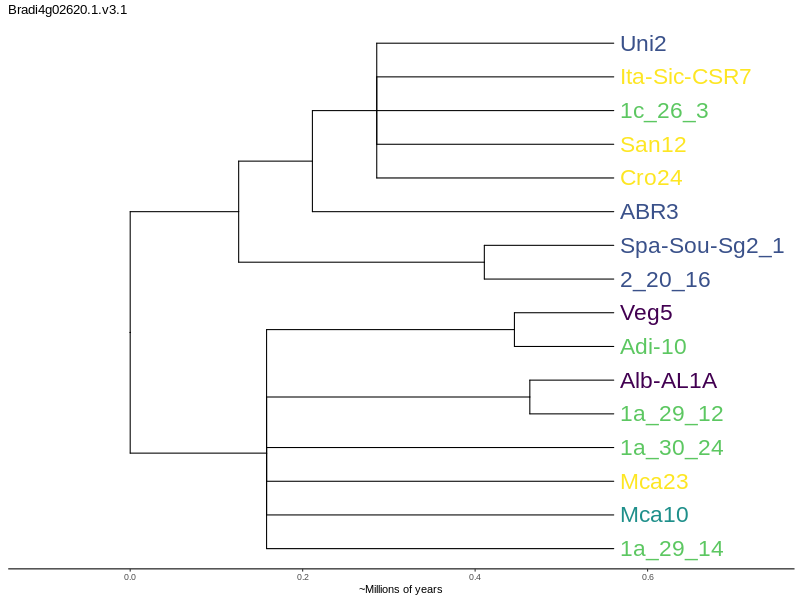 Bradi4g02620.1.v3.1
Uni2
Ita-Sic-CSR7
1c_26_3
San12
Cro24
ABR3
Spa-Sou-Sg2_1
2_20_16
Veg5
Adi-10
Alb-AL1A
1a_29_12
1a_30_24
Mca23
Mca10
1a_29_14
0.0 0.2 0.4 0.6
~Millions of years